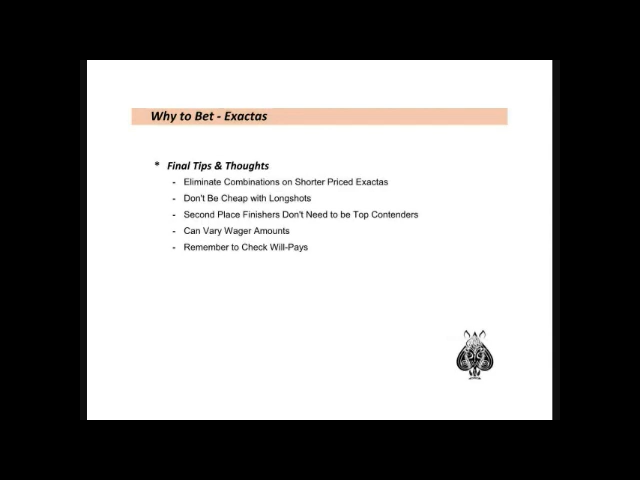 Why to Bet - Exactas
* Final Tips & Thoughts
- Eliminate Combinations on Shorter Priced Exactas
- Don't Be Cheap with Longshots
- Second Place Finishers Don't Need to be Top Contenders
- Can Vary Wager Amounts
- Remember to Check Will-Pays